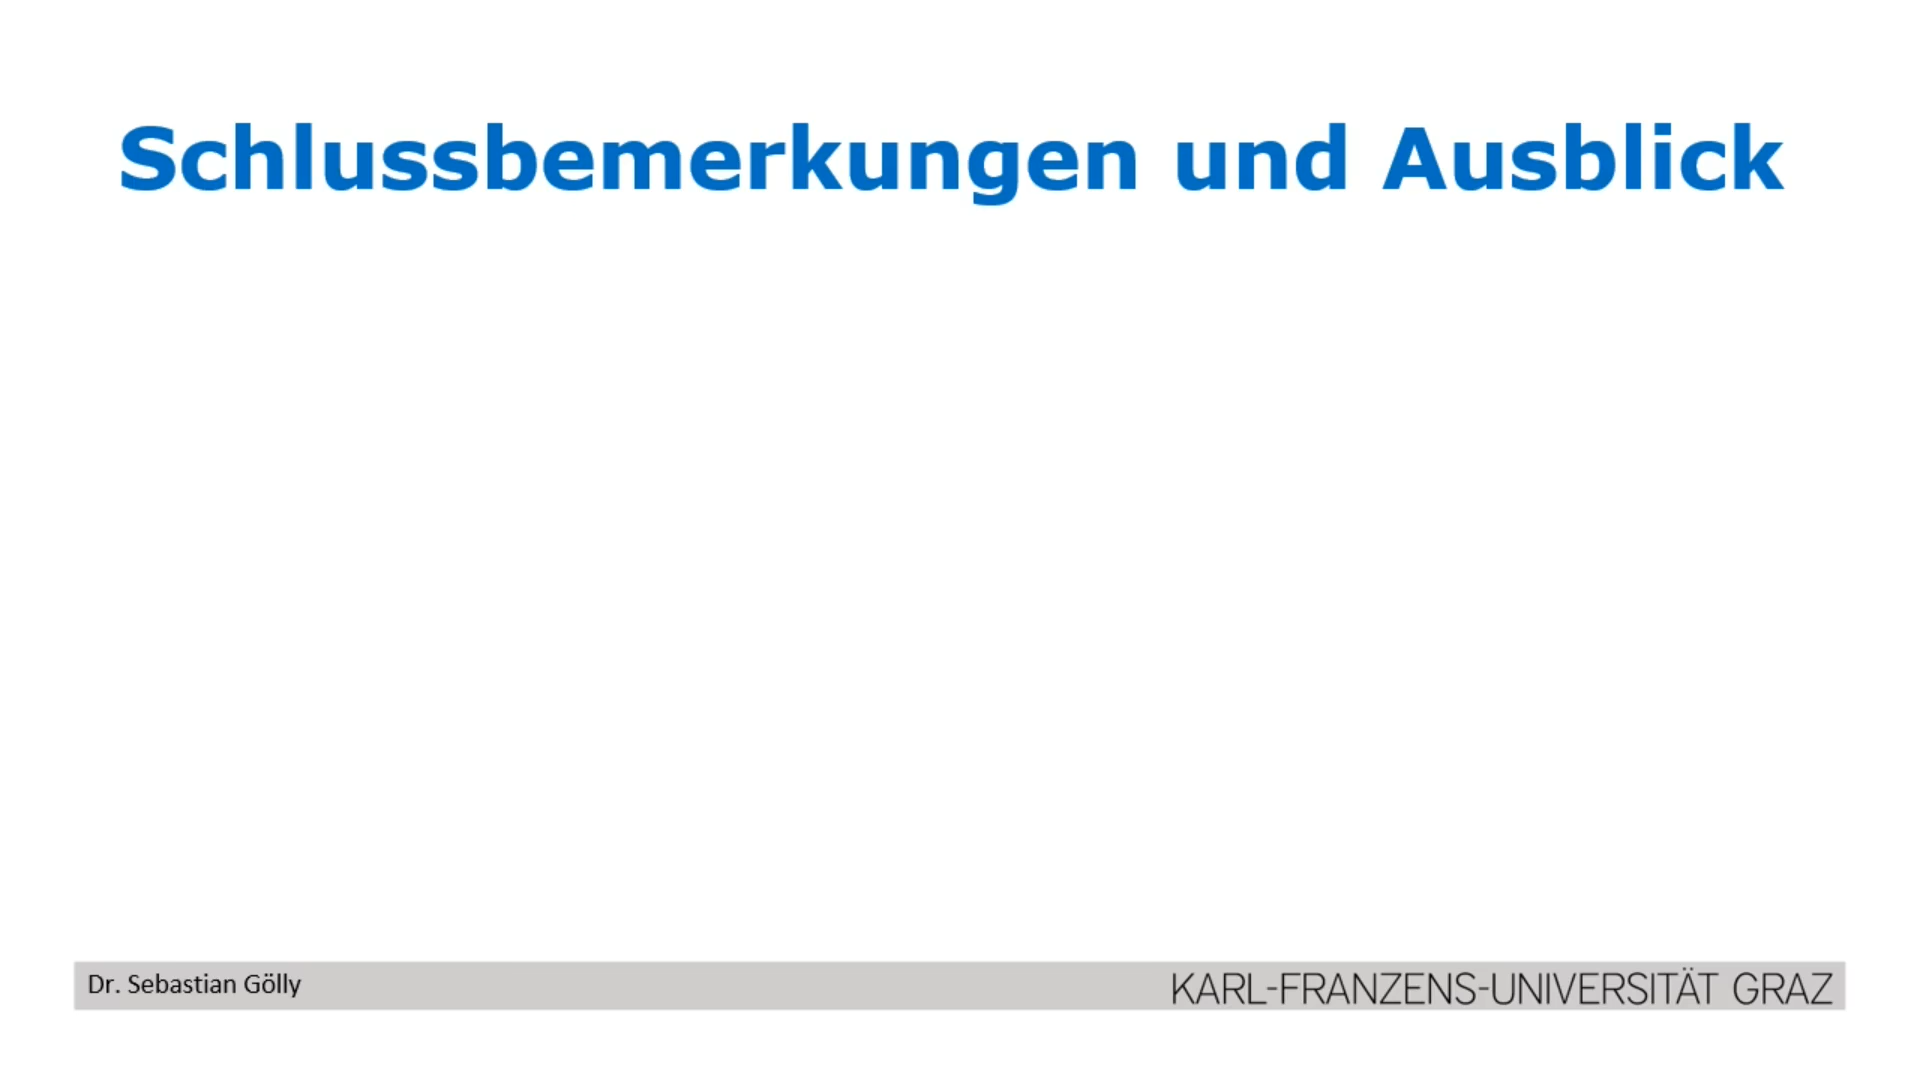 Schlussbemerkungen und Ausblick
Dr. Sebastian Gölly
KARL-FRANZENS-UNIVERSITÄT GRAZ